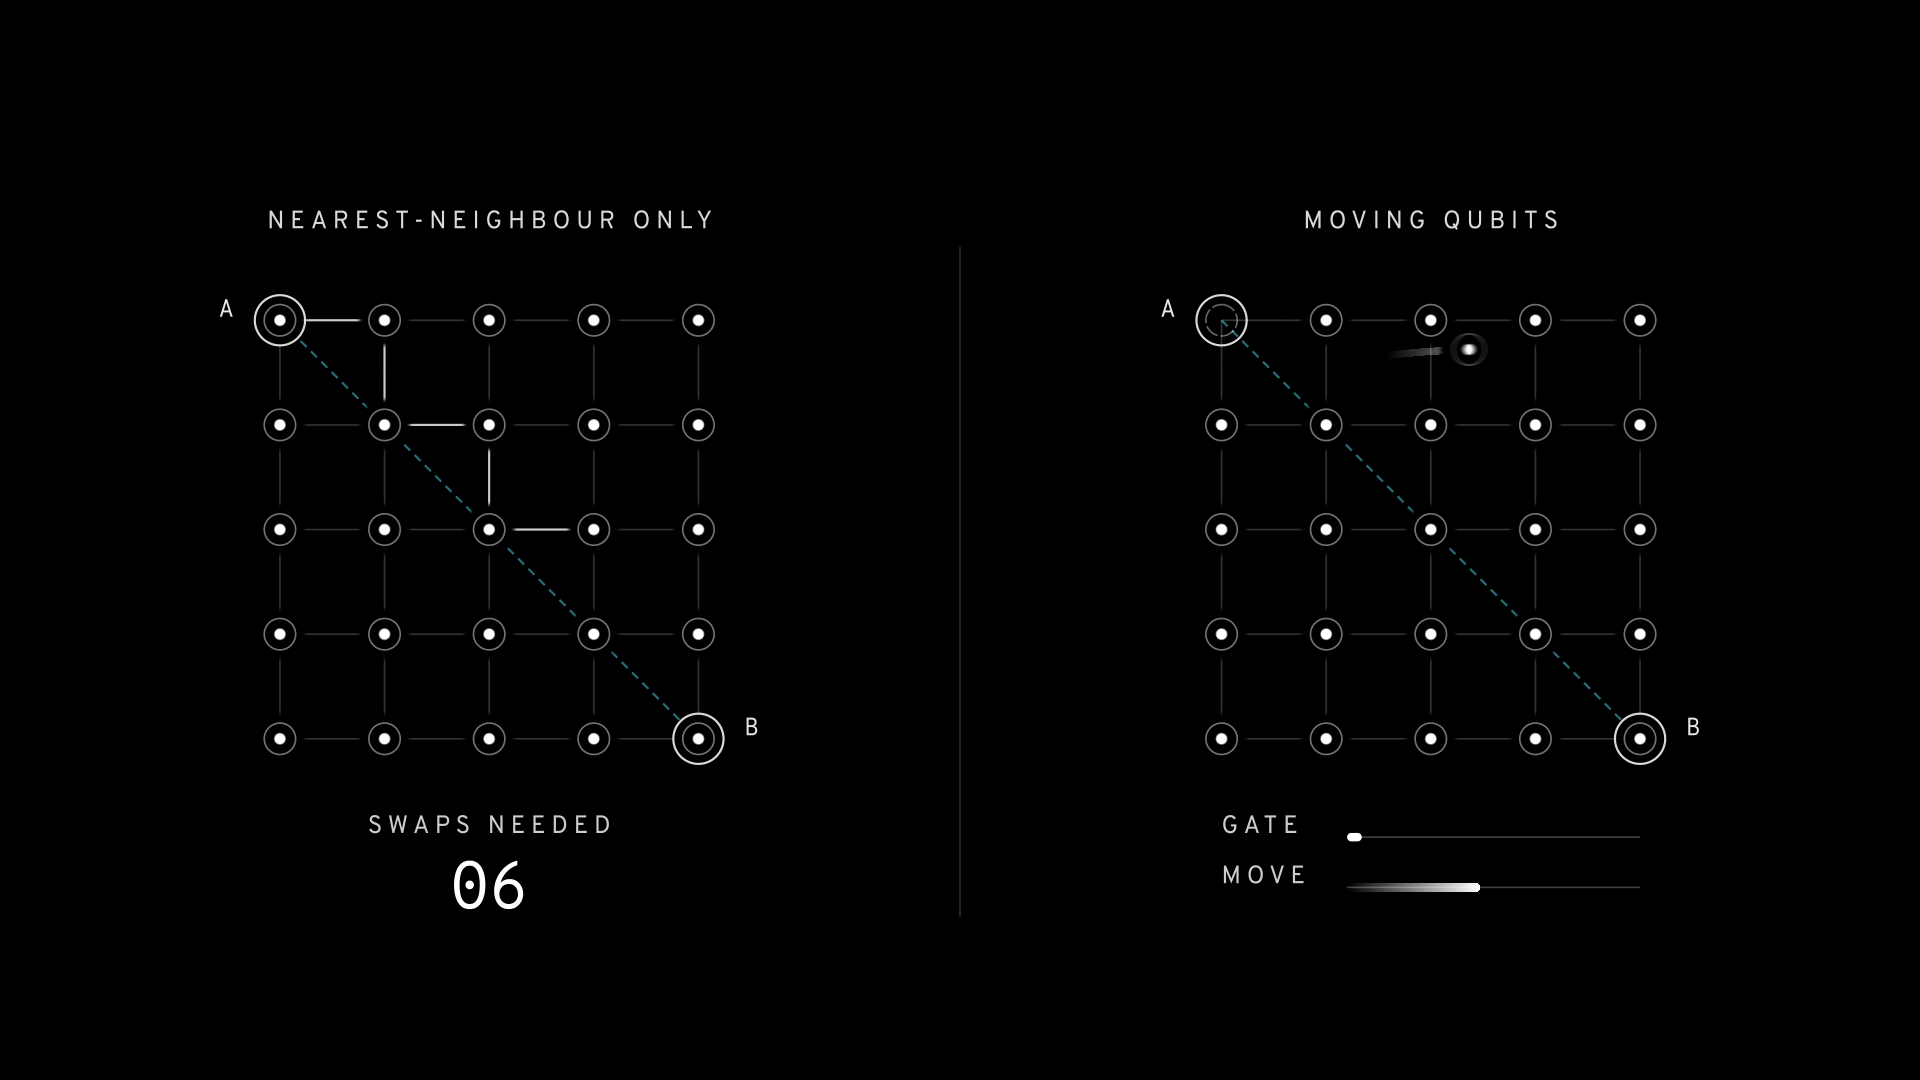 NEAREST-NEIGHBOUR ONLY
A
B
SWAPS NEEDED
06
MOVING QUBITS
A
B
GATE
MOVE